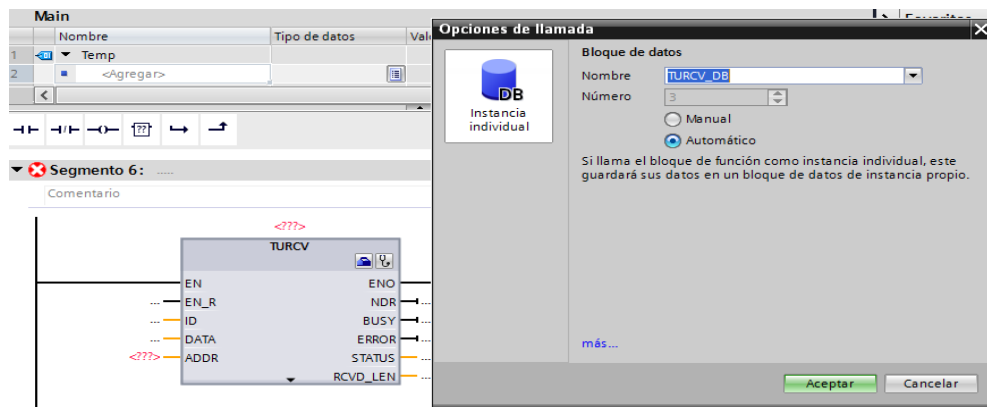 Main
Nombre Tipo de datos
1 Temp
2 <Agregar>
??
Segmento 6: .....
Comentario
<???>
TURCV
EN ENO
... EN_R NDR ...
... ID BUSY ...
... DATA ERROR ...
<???> ADDR STATUS ...
RCVD_LEN ...
Opciones de llamada
DB
Instancia
individual
Bloque de datos
Nombre TURCV_DB
Número 3
Manual
Automático
Si llama el bloque de función como instancia individual, este
guardará sus datos en un bloque de datos de instancia propio.
más...
Aceptar Cancelar